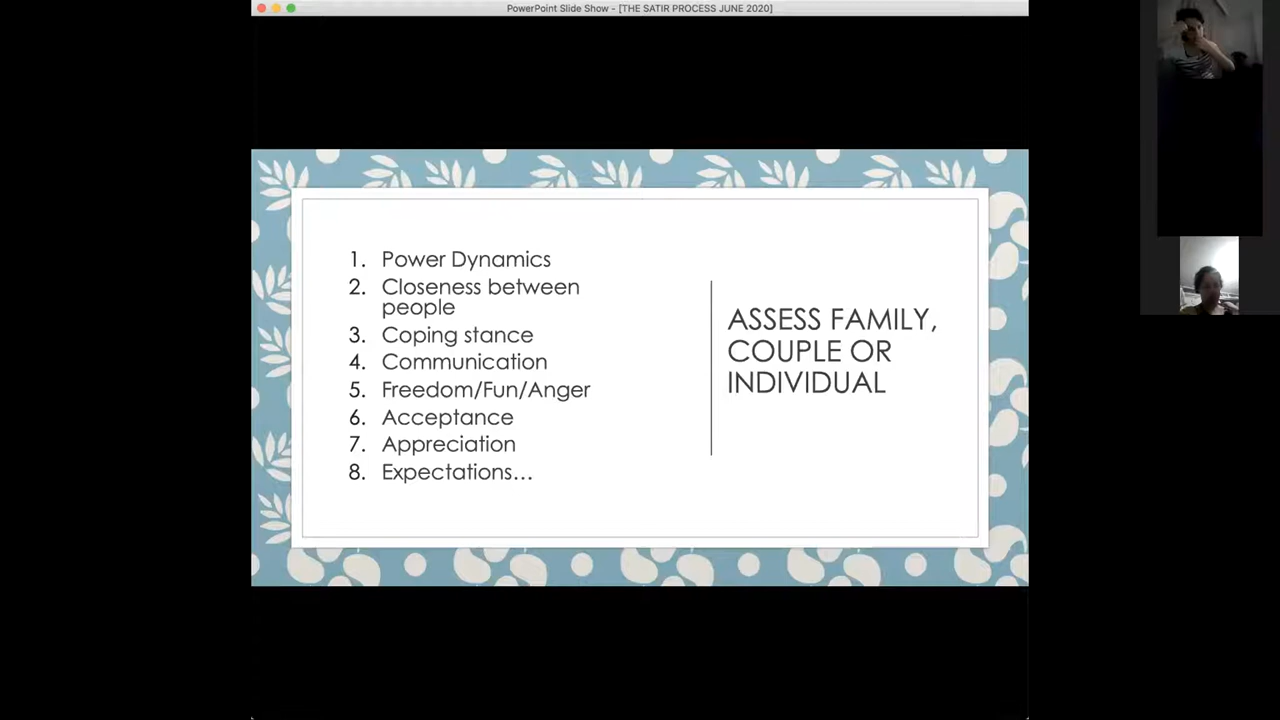 PowerPoint Slide Show - [THE SATIR PROCESS JUNE 2020]
1. Power Dynamics
2. Closeness between
people
3. Coping stance
4. Communication
5. Freedom/Fun/Anger
6. Acceptance
7. Appreciation
8. Expectations…
ASSESS FAMILY,
COUPLE OR
INDIVIDUAL